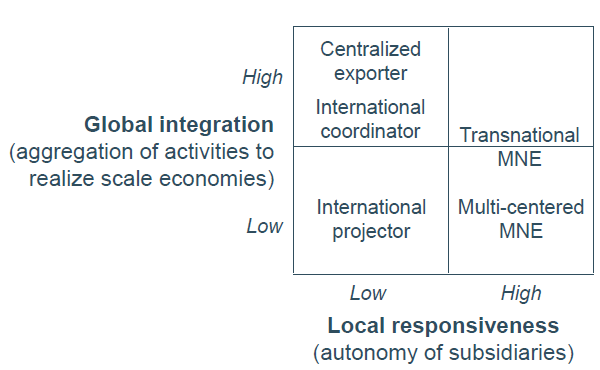 Centralized
exporter
High
International
coordinator
Global integration
(aggregation of activities to
realize scale economies)
Transnational
MNE
International
projector
Multi-centered
MNE
Low
Low
High
Local responsiveness
(autonomy of subsidiaries)